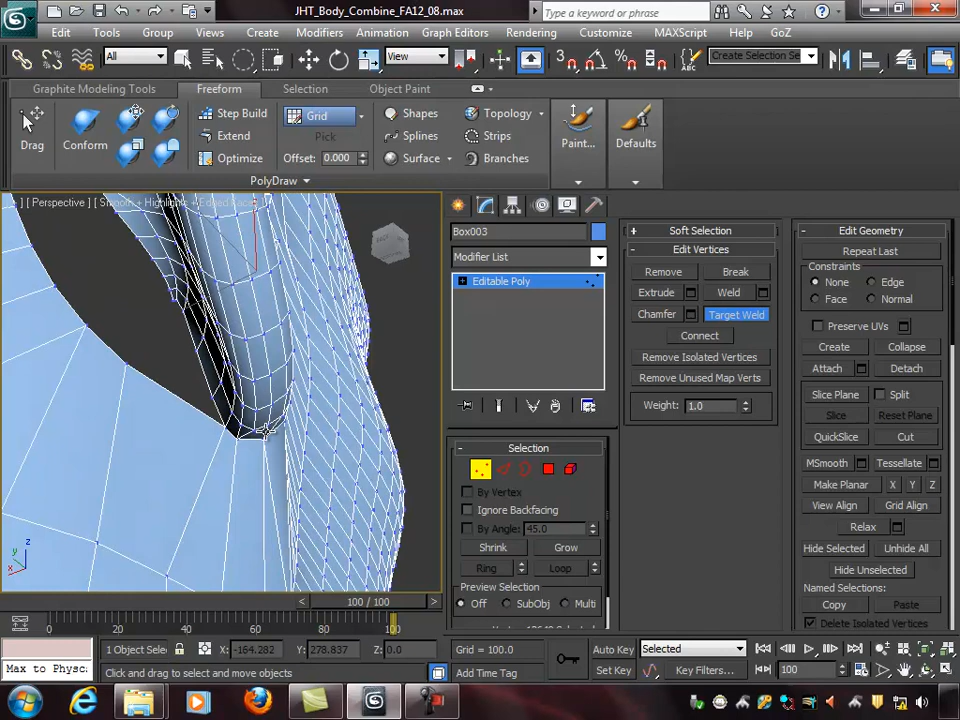 JHT_Body_Combine_FA12_08.max
Type a keyword or phrase
Edit Tools Group Views Create Modifiers Animation Graph Editors Rendering Customize MAXScript Help GoZ
All View 3 Create Selection Se
Graphite Modeling Tools Freeform Selection Object Paint
Drag
Conform
Step Build
Extend
Optimize
Grid
Pick
Offset: 0.000
Shapes
Splines
Surface
Topology
Strips
Branches
Paint...
Defaults
PolyDraw
[ Perspective ]
Box003
Modifier List
Editable Poly
Selection
By Vertex
Ignore Backfacing
By Angle: 45.0
Shrink Grow
Ring Loop
Preview Selection
Off SubObj Multi
Soft Selection
Edit Vertices
Remove Break
Extrude Weld
Chamfer Target Weld
Connect
Remove Isolated Vertices
Remove Unused Map Verts
Weight: 1.0
Edit Geometry
Repeat Last
Constraints
None Edge
Face Normal
Preserve UVs
Create Collapse
Attach Detach
Slice Plane Split
Slice Reset Plane
QuickSlice Cut
MSmooth Tessellate
Make Planar X Y Z
View Align Grid Align
Relax
Hide Selected Unhide All
Hide Unselected
Named Selections:
Copy Paste
Delete Isolated Vertices
z
y
x
< 100 / 100 >
0 20 40 60 80 100
1 Object Selec X: -164.282 Y: 278.837 Z: 0.0 Grid = 100.0
Auto Key Selected
Max to Physc Click and drag to select and move objects Add Time Tag
Set Key Key Filters... 100